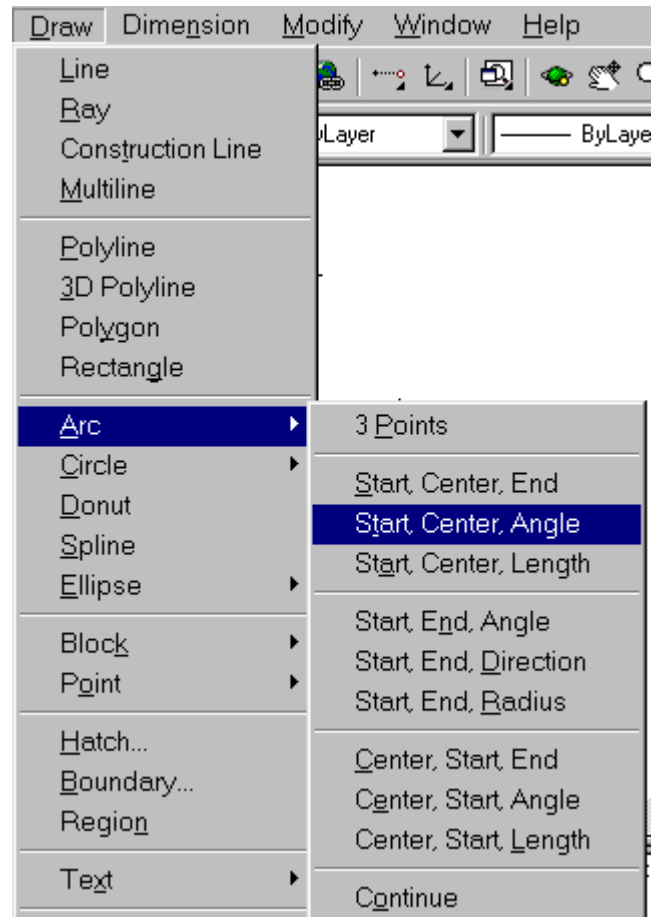 Draw Dimension Modify Window Help
Line
Ray
Construction Line
Multiline
Polyline
3D Polyline
Polygon
Rectangle
Arc
Circle
Donut
Spline
Ellipse
Block
Point
Hatch...
Boundary...
Region
Text
yLayer
ByLaye
3 Points
Start, Center, End
Start, Center, Angle
Start, Center, Length
Start, End, Angle
Start, End, Direction
Start, End, Radius
Center, Start, End
Center, Start, Angle
Center, Start, Length
Continue